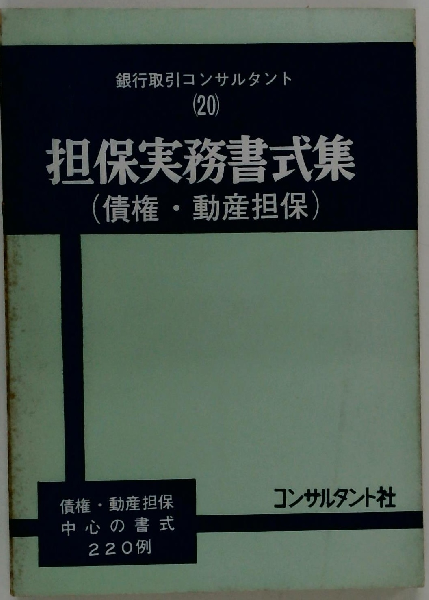 銀行取引コンサルタント
(20)
担保実務書式集
(債権・動産担保)
債権・動産担保
中心の書式
220例
コンサルタント社